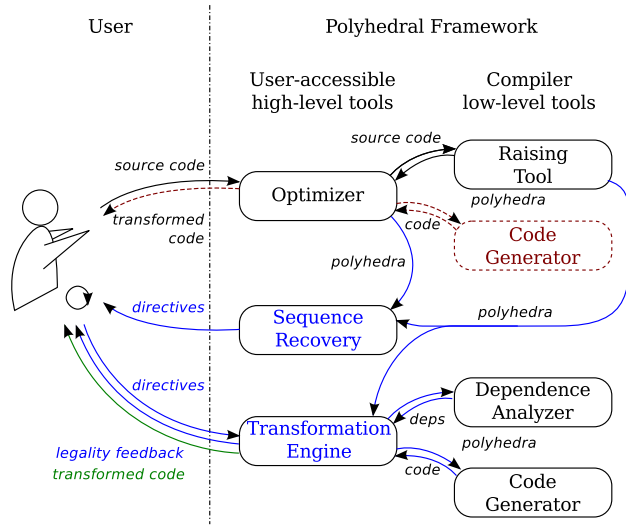 User
Polyhedral Framework
User-accessible
high-level tools
Compiler
low-level tools
source code
source code
Raising
Tool
Optimizer
transformed
code
polyhedra
code
Code
Generator
polyhedra
directives
Sequence
Recovery
polyhedra
directives
Dependence
Analyzer
deps
Transformation
Engine
legality feedback
transformed code
polyhedra
code
Code
Generator